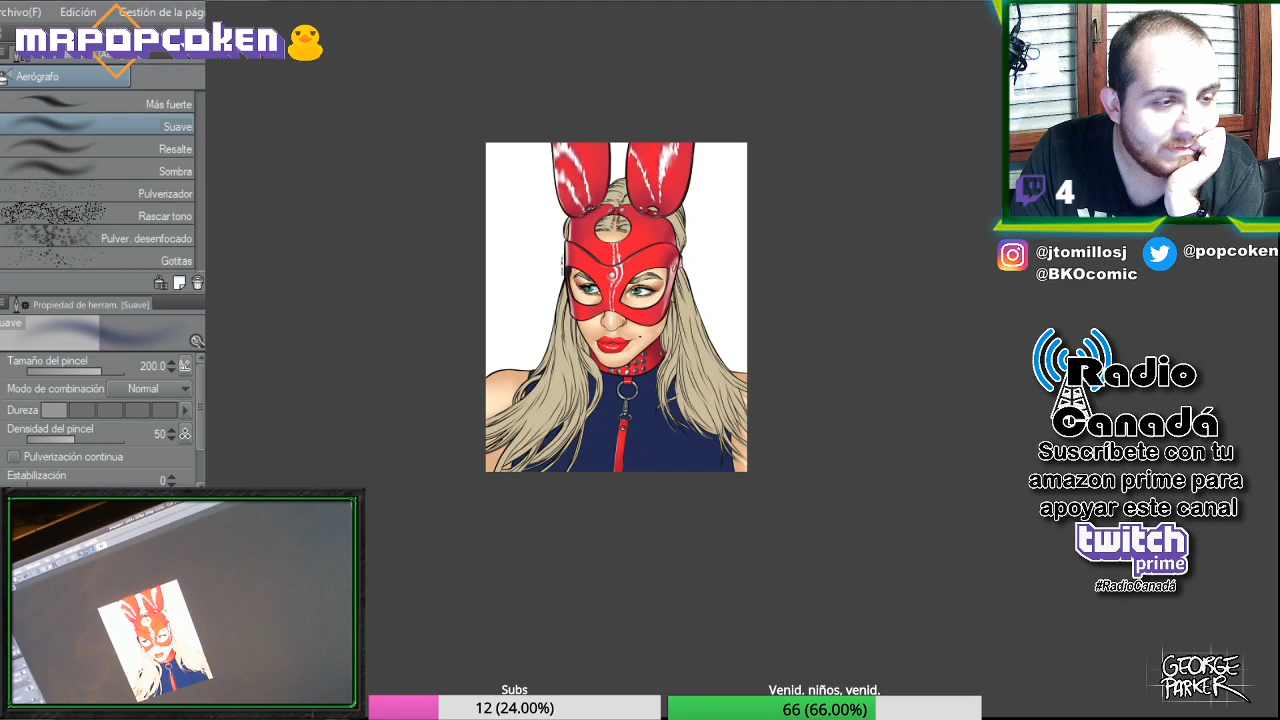 rchivo(F) Edición Gestión de la pág
MRPOPCOKEN
Aerógrafo
Más fuerte
Suave
Resalte
Sombra
Pulverizador
Rascar tono
Pulver. desenfocado
Gotitas
Propiedad de herram. [Suave]
uave
Tamaño del pincel 200.0
Modo de combinación Normal
Dureza
Densidad del pincel 50
Pulverización continua
Estabilización 0
4
@jtomillosj
@BKOcomic
@popcoken
Radio
Canadá
Suscríbete con tu
amazon prime para
apoyar este canal
twitch
prime
#RadioCanadá
GEORGE
PARKER
Subs
12 (24.00%)
Venid, niños, venid.
66 (66.00%)